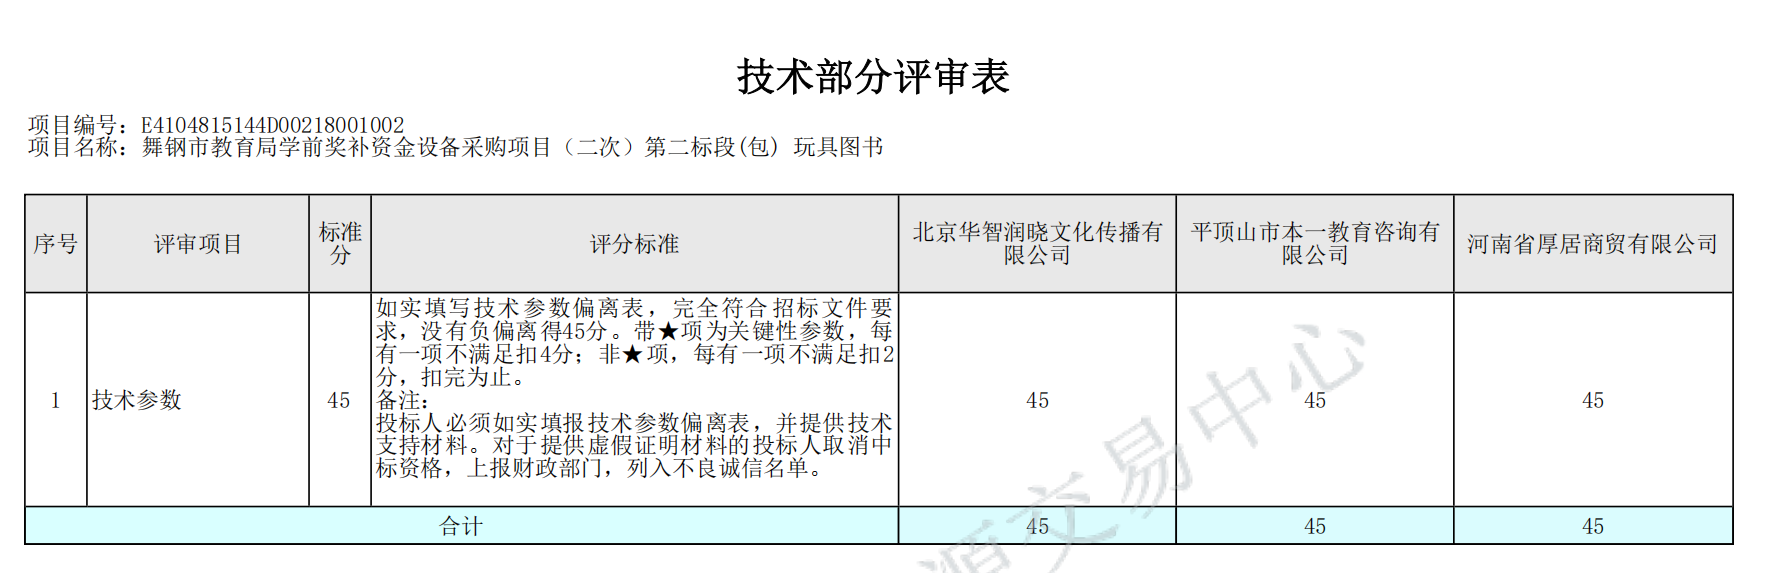 技术部分评审表
项目编号：E4104815144D00218001002
项目名称：舞钢市教育局学前奖补资金设备采购项目（二次）第二标段(包) 玩具图书
序号
评审项目
标准
分
评分标准
北京华智润晓文化传播有
限公司
平顶山市本一教育咨询有
限公司
河南省厚居商贸有限公司
1
技术参数
45
如实填写技术参数偏离表，完全符合招标文件要
求，没有负偏离得45分。带★项为关键性参数，每
有一项不满足扣4分；非★项，每有一项不满足扣2
分，扣完为止。
备注：
投标人必须如实填报技术参数偏离表，并提供技术
支持材料。对于提供虚假证明材料的投标人取消中
标资格，上报财政部门，列入不良诚信名单。
45
45
45
合计
45
45
45
源交易中心